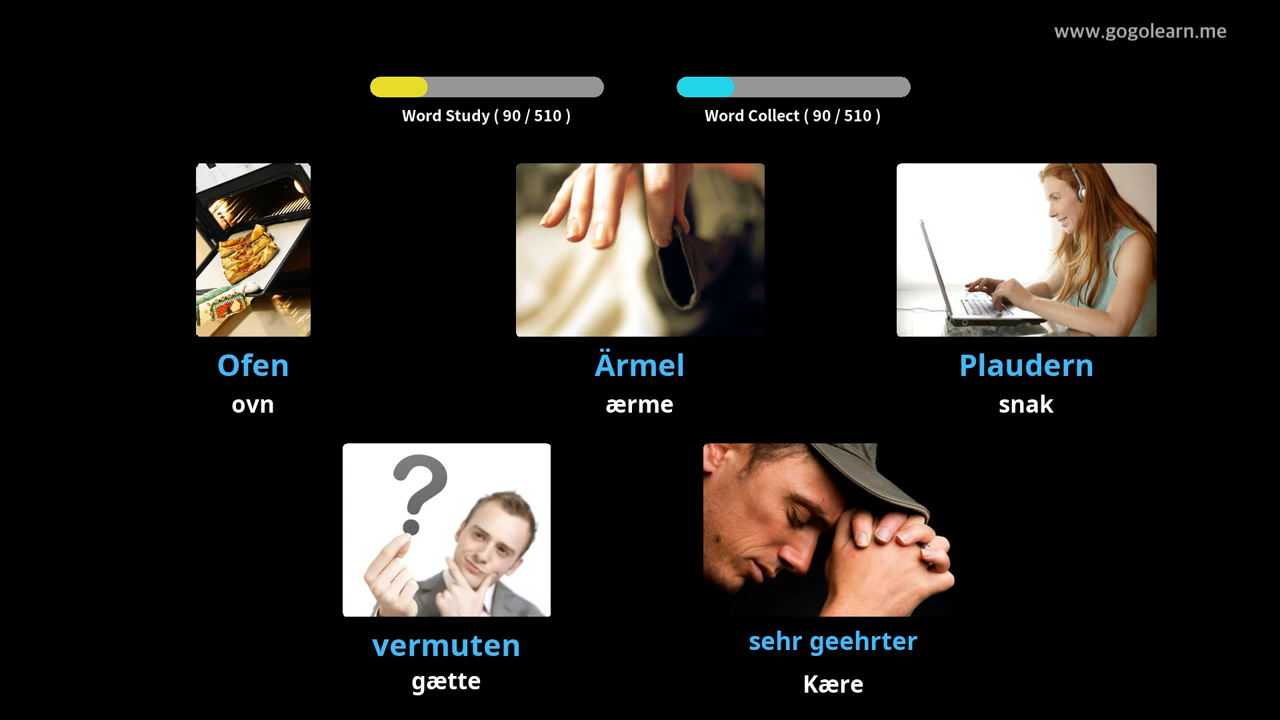 www.gogolearn.me
Word Study ( 90 / 510 )
Word Collect ( 90 / 510 )
Ofen
ovn
Ärmel
ærme
Plaudern
snak
vermuten
gætte
sehr geehrter
Kære